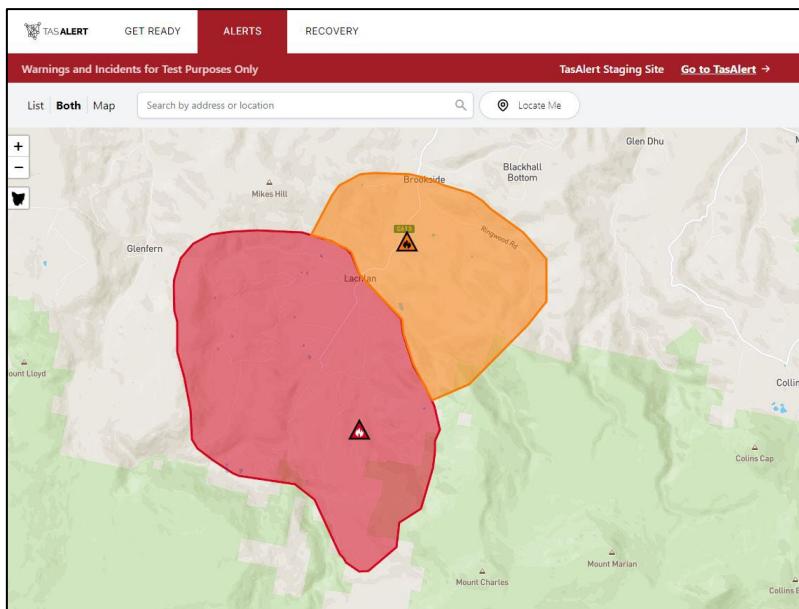 TASALERT
GET READY
ALERTS
RECOVERY
Warnings and Incidents for Test Purposes Only
TasAlert Staging Site
Go to TasAlert →
List Both Map
Search by address or location
Locate Me
+
−
Glen Dhu
Blackhall
Bottom
Brookside
Mikes Hill
C613
Ringwood Rd
Glenfern
Lachlan
ount Lloyd
Collin
Collins Cap
Mount Marian
Mount Charles
Collins B